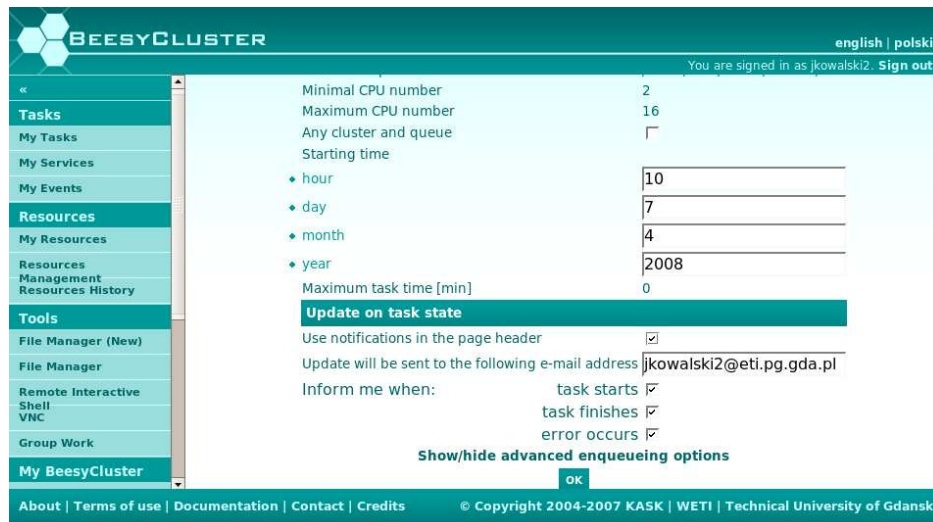 BEESYCLUSTER
english | polski
You are signed in as jkowalski2. Sign out
«
Tasks
My Tasks
My Services
My Events
Resources
My Resources
Resources
Management
Resources History
Tools
File Manager (New)
File Manager
Remote Interactive
Shell
VNC
Group Work
My BeesyCluster
Minimal CPU number 2
Maximum CPU number 16
Any cluster and queue
Starting time
hour 10
day 7
month 4
year 2008
Maximum task time [min] 0
Update on task state
Use notifications in the page header
Update will be sent to the following e-mail address jkowalski2@eti.pg.gda.pl
Inform me when: task starts
task finishes
error occurs
Show/hide advanced enqueueing options
OK
About | Terms of use | Documentation | Contact | Credits © Copyright 2004-2007 KASK | WETI | Technical University of Gdansk